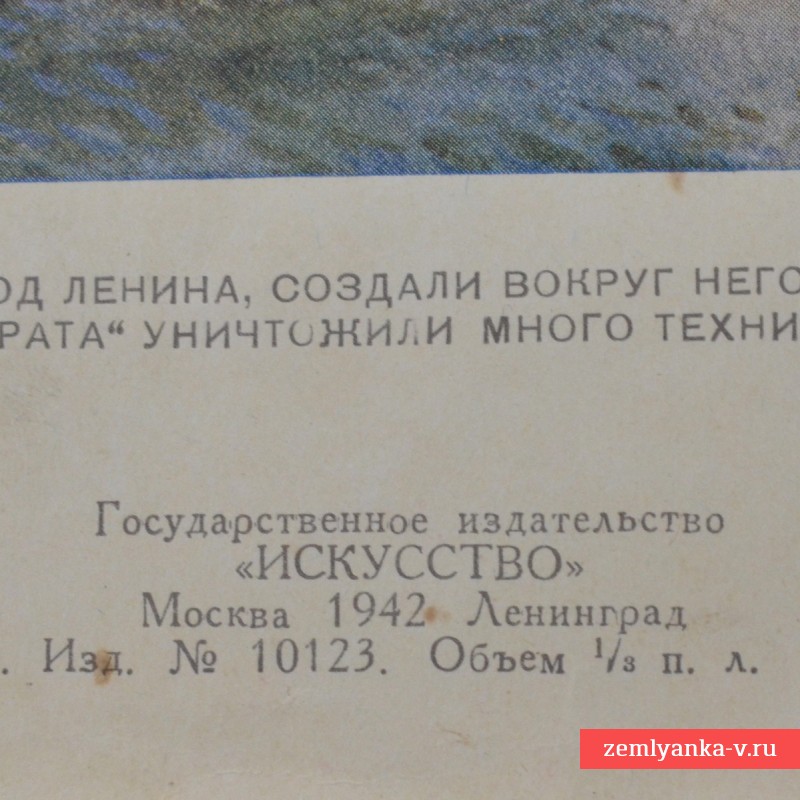 ОД ЛЕНИНА, СОЗДАЛИ ВОКРУГ НЕГО
РАТА“ УНИЧТОЖИЛИ МНОГО ТЕХНИ
Государственное издательство
«ИСКУССТВО»
Москва 1942 Ленинград
. Изд. № 10123. Объем 1/3 п. л.
zemlyanka-v.ru